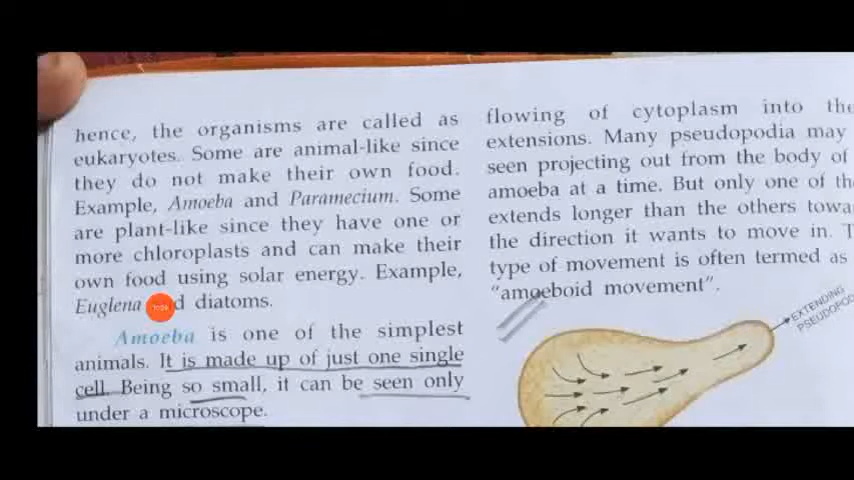 hence, the organisms are called as
eukaryotes. Some are animal-like since
they do not make their own food.
Example, Amoeba and Paramecium. Some
are plant-like since they have one or
more chloroplasts and can make their
own food using solar energy. Example,
Euglena d diatoms.
Amoeba is one of the simplest
animals. It is made up of just one single
cell. Being so small, it can be seen only
under a microscope.
flowing of cytoplasm into the
extensions. Many pseudopodia may
seen projecting out from the body of
amoeba at a time. But only one of the
extends longer than the others towa
the direction it wants to move in. T
type of movement is often termed as
"amoeboid movement".
EXTENDING
PSEUDOPOD